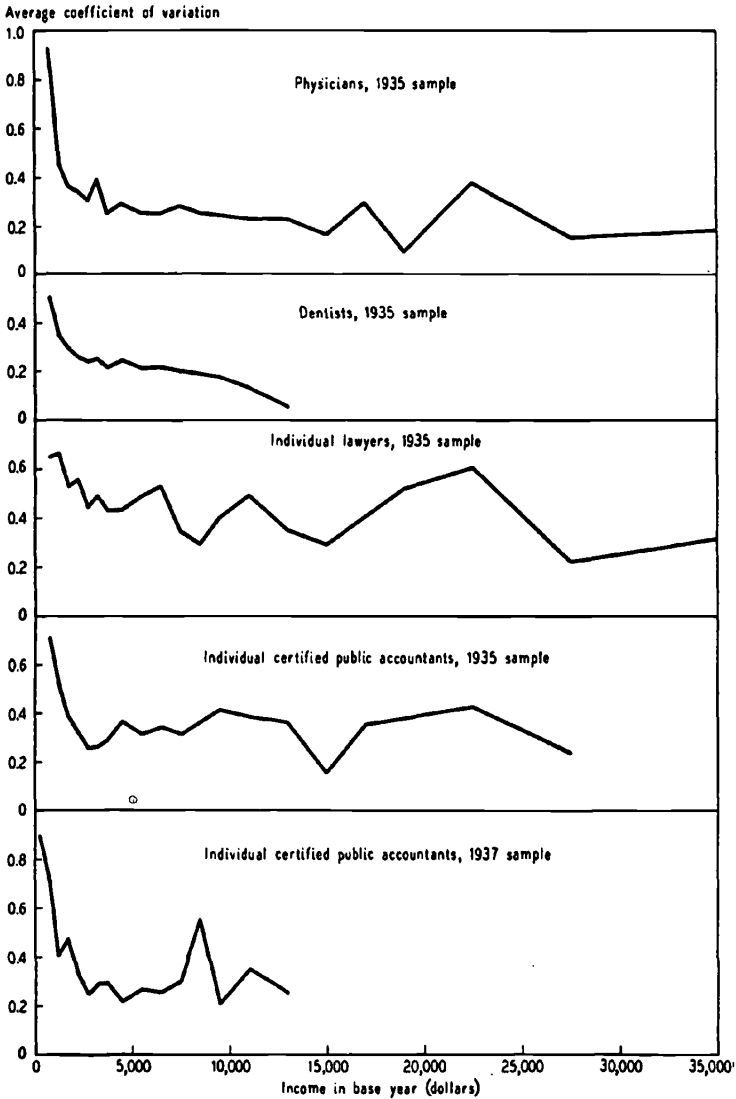 Average coefficient of variation
1.0
0.8
0.6
0.4
0.2
0
Physicians, 1935 sample
0.4
0.2
0
Dentists, 1935 sample
0.6
0.4
0.2
0
Individual lawyers, 1935 sample
0.6
0.4
0.2
0
Individual certified public accountants, 1935 sample
0.8
0.6
0.4
0.2
0
Individual certified public accountants, 1937 sample
0 5,000 10,000 15,000 20,000 25,000 30,000 35,000
Income in base year (dollars)